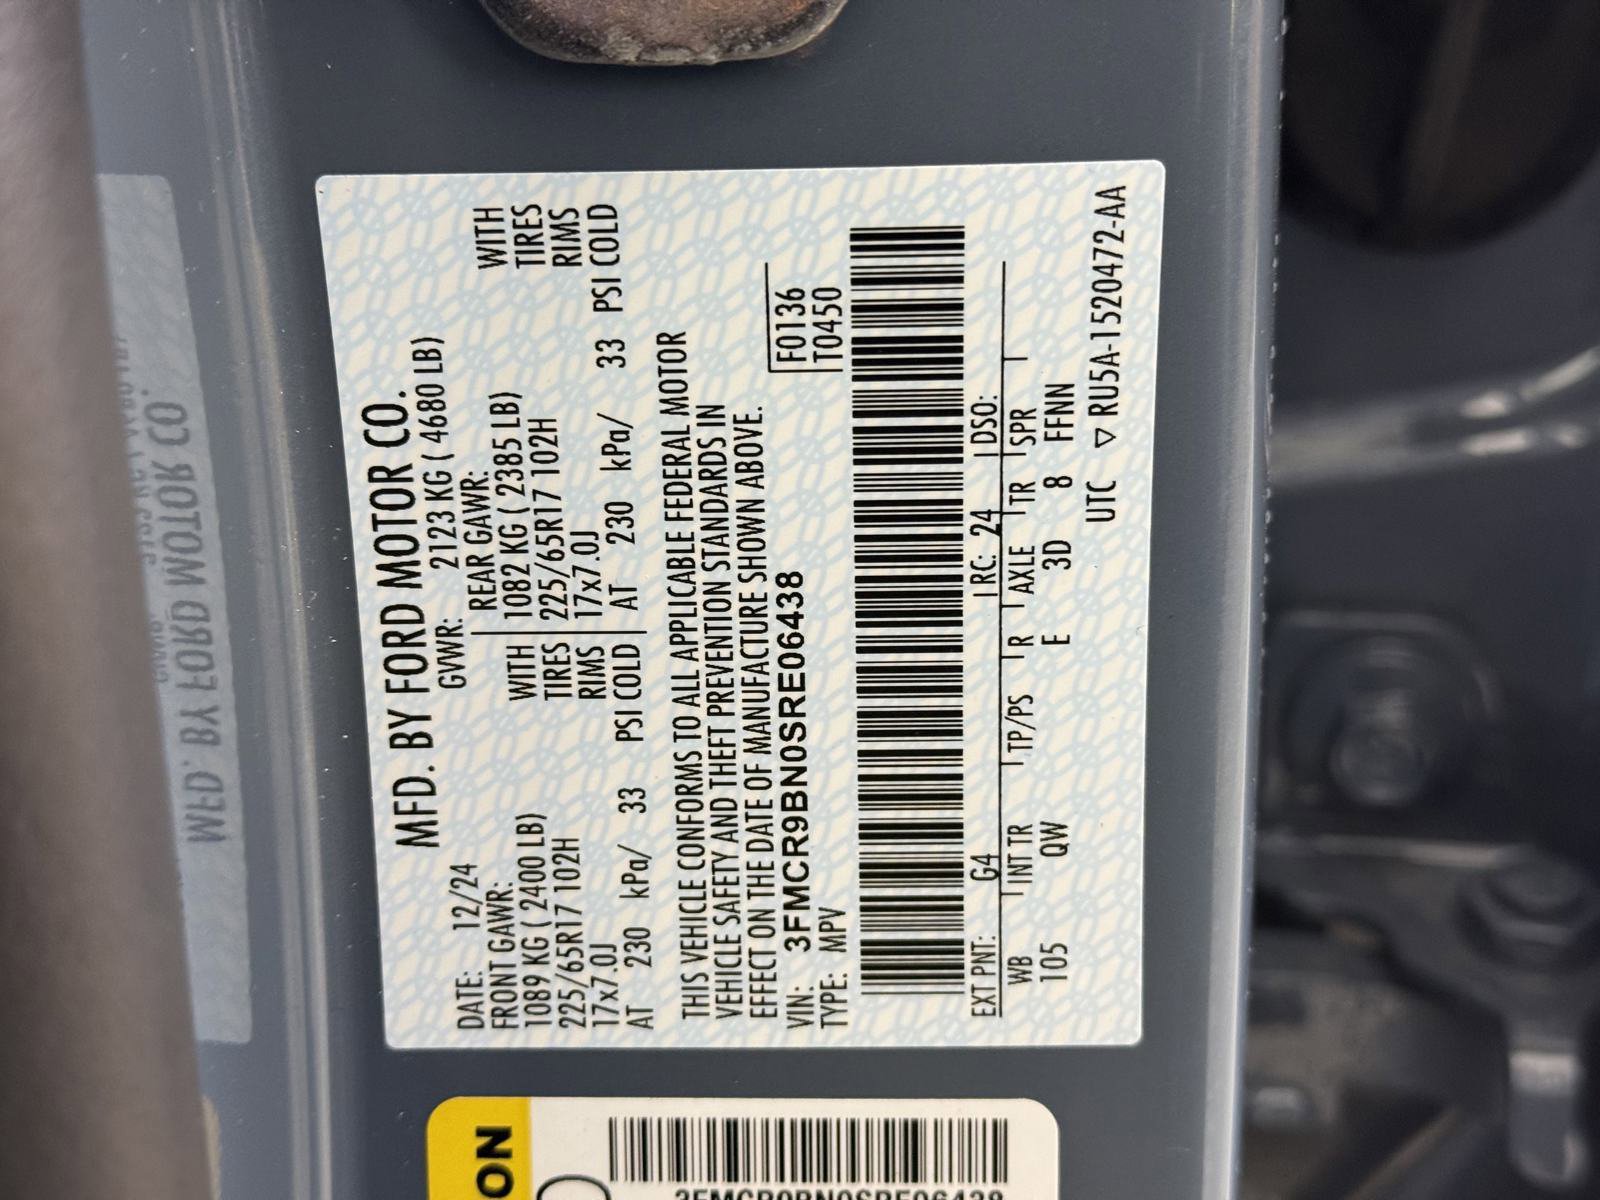 MFD. BY FORD MOTOR CO.
DATE: 12/24 GVWR: 2123 KG ( 4680 LB)
FRONT GAWR: REAR GAWR:
1089 KG ( 2400 LB) WITH 1082 KG ( 2385 LB) WITH
225/65R17 102H TIRES 225/65R17 102H TIRES
17x7.0J RIMS 17x7.0J RIMS
AT 230 kPa/ 33 PSI COLD AT 230 kPa/ 33 PSI COLD
THIS VEHICLE CONFORMS TO ALL APPLICABLE FEDERAL MOTOR
VEHICLE SAFETY AND THEFT PREVENTION STANDARDS IN
EFFECT ON THE DATE OF MANUFACTURE SHOWN ABOVE.
VIN: 3FMCR9BN0SRE06438 F0136
TYPE: MPV T0450
EXT PNT: G4 RC: 24 DSO:
WB INT TR TP/PS R AXLE TR SPR
105 QW E 3D 8 FFNN
UTC ▽ RU5A-1520472-AA
ON
3FMCR9BN0SRE06438
MFD. BY FORD MOTOR CO.